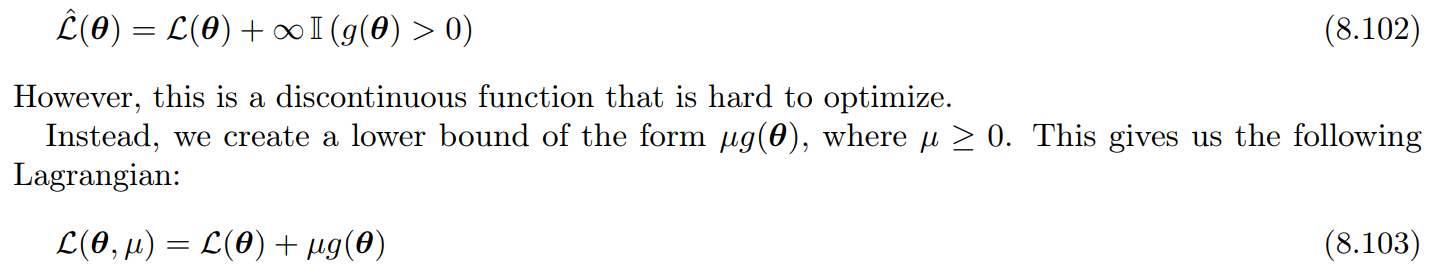 ℒ̂(𝜽) = ℒ(𝜽) + ∞ 𝕀 (g(𝜽) > 0) (8.102)
However, this is a discontinuous function that is hard to optimize.
Instead, we create a lower bound of the form μg(𝜽), where μ ≥ 0. This gives us the following
Lagrangian:
ℒ(𝜽, μ) = ℒ(𝜽) + μg(𝜽) (8.103)